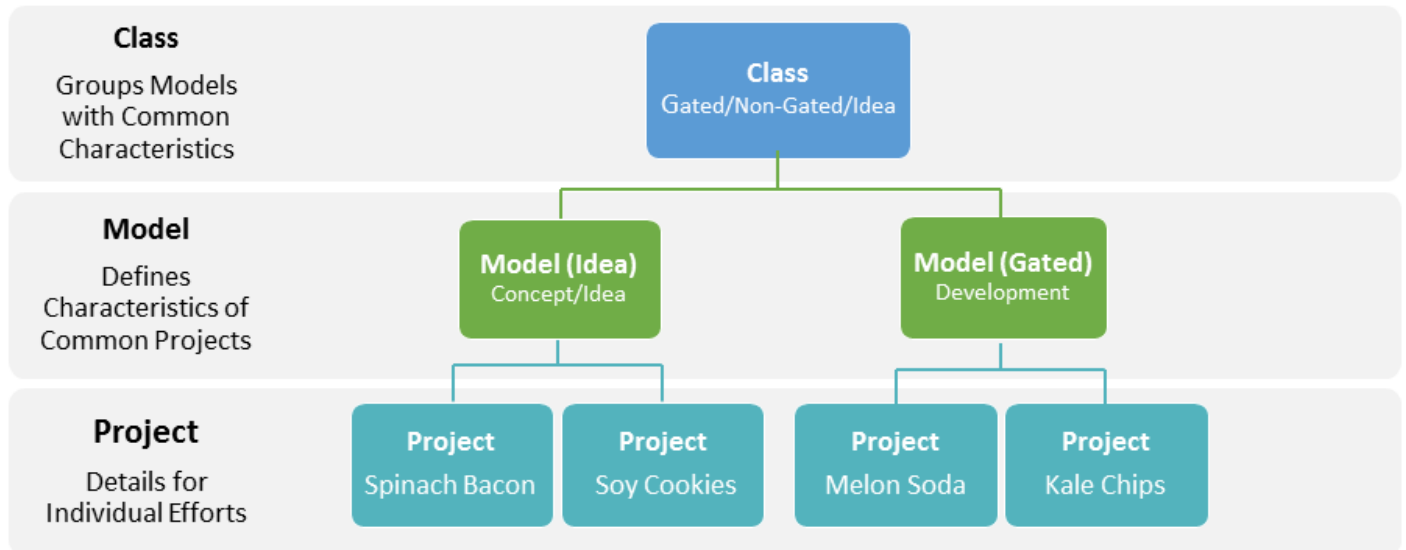 Class
Groups Models
with Common
Characteristics
Class
Gated/Non-Gated/Idea
Model
Defines
Characteristics of
Common Projects
Model (Idea)
Concept/Idea
Model (Gated)
Development
Project
Details for
Individual Efforts
Project
Spinach Bacon
Project
Soy Cookies
Project
Melon Soda
Project
Kale Chips